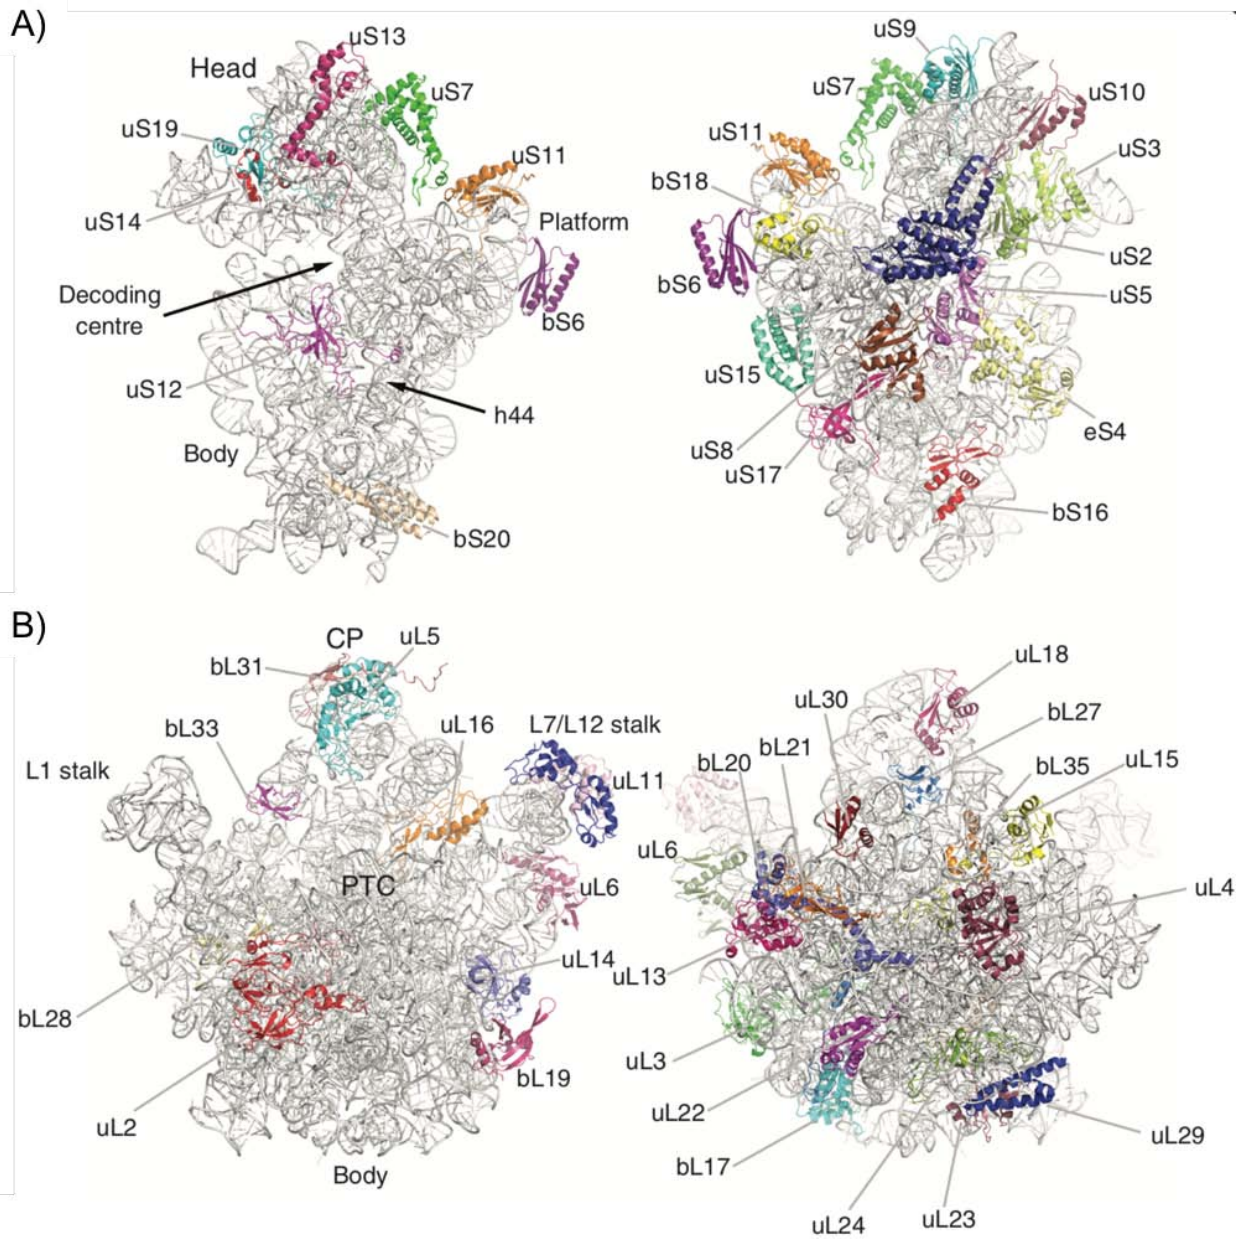 A)
uS13
Head
uS7
uS19
uS11
uS14
Platform
Decoding
centre
bS6
uS12
h44
Body
bS20
uS9
uS7
uS10
uS11
uS3
bS18
uS2
bS6
uS5
uS15
eS4
uS8
uS17
bS16
B)
CP
uL5
bL31
bL33
uL16
L7/L12 stalk
L1 stalk
uL11
PTC
uL6
uL14
bL28
bL19
uL2
Body
uL18
uL30
bL27
bL21
bL20
bL35
uL15
uL6
uL4
uL13
uL3
uL22
uL29
bL17
uL24
uL23